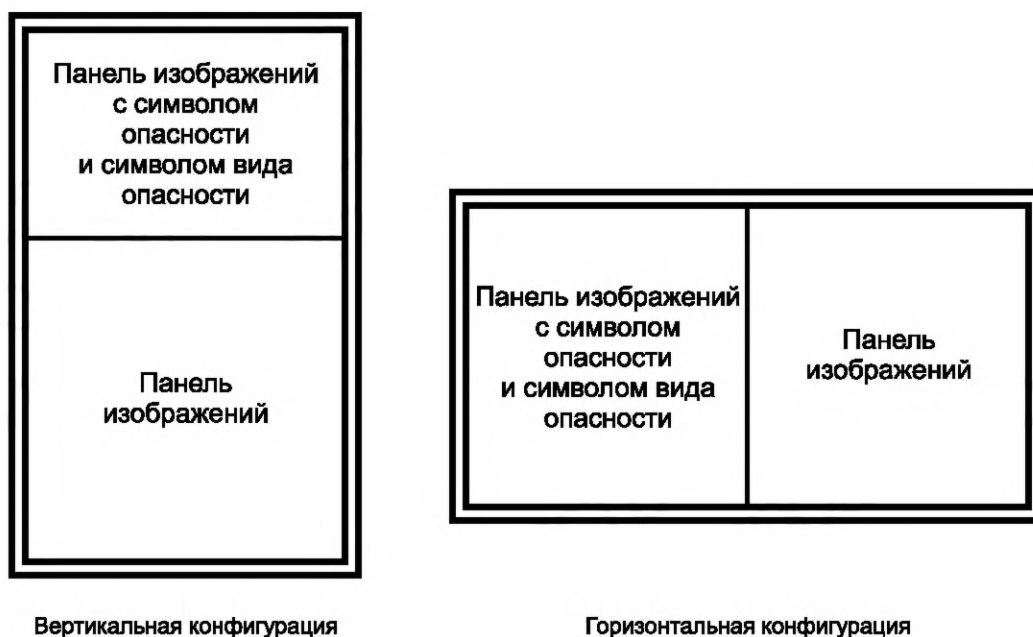 Панель изображений
с символом
опасности
и символом вида
опасности
Панель
изображений
Вертикальная конфигурация
Панель изображений
с символом
опасности
и символом вида
опасности
Панель
изображений
Горизонтальная конфигурация